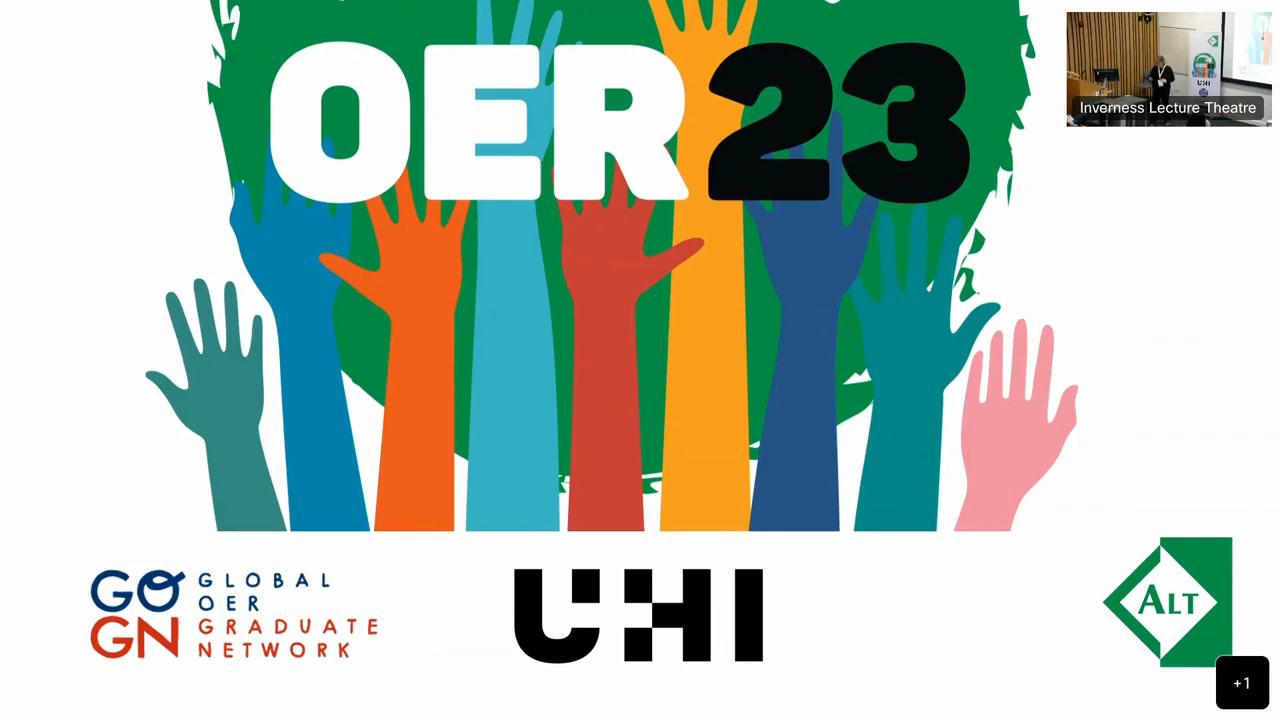 OER23
Inverness Lecture Theatre
GO
GN
GLOBAL
OER
GRADUATE
NETWORK
UHI
ALT
+1